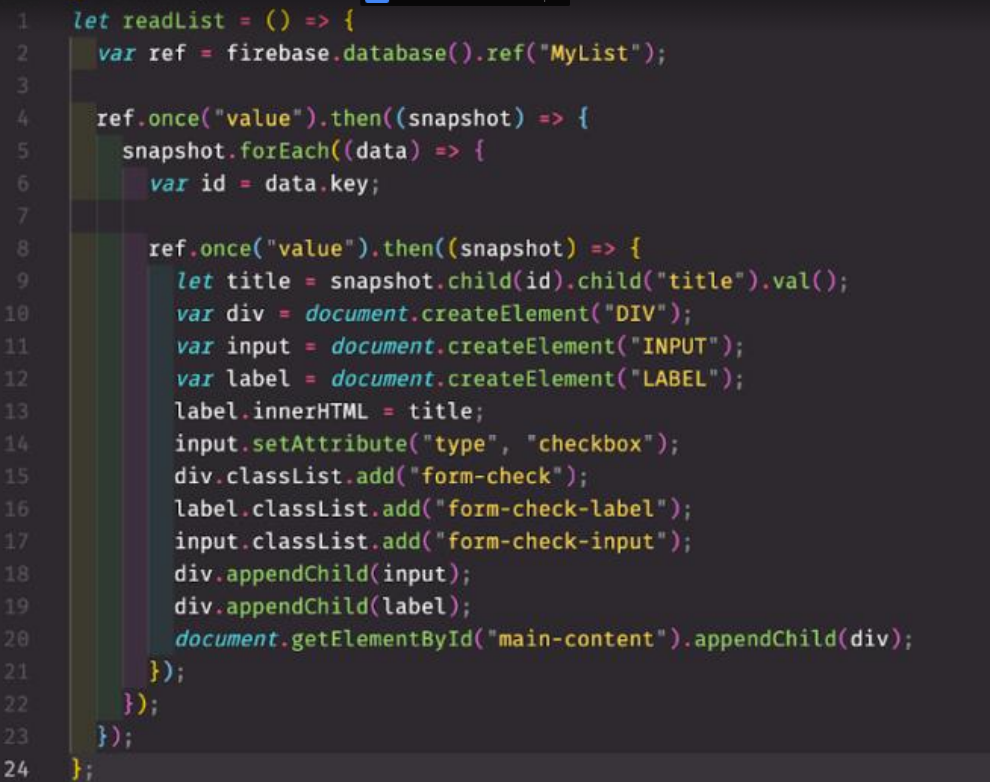 1 let readList = () => {
2 var ref = firebase.database().ref("MyList");
3
4 ref.once("value").then((snapshot) => {
5 snapshot.forEach((data) => {
6 var id = data.key;
7
8 ref.once("value").then((snapshot) => {
9 let title = snapshot.child(id).child("title").val();
10 var div = document.createElement("DIV");
11 var input = document.createElement("INPUT");
12 var label = document.createElement("LABEL");
13 label.innerHTML = title;
14 input.setAttribute("type", "checkbox");
15 div.classList.add("form-check");
16 label.classList.add("form-check-label");
17 input.classList.add("form-check-input");
18 div.appendChild(input);
19 div.appendChild(label);
20 document.getElementById("main-content").appendChild(div);
21 });
22 });
23 });
24 };